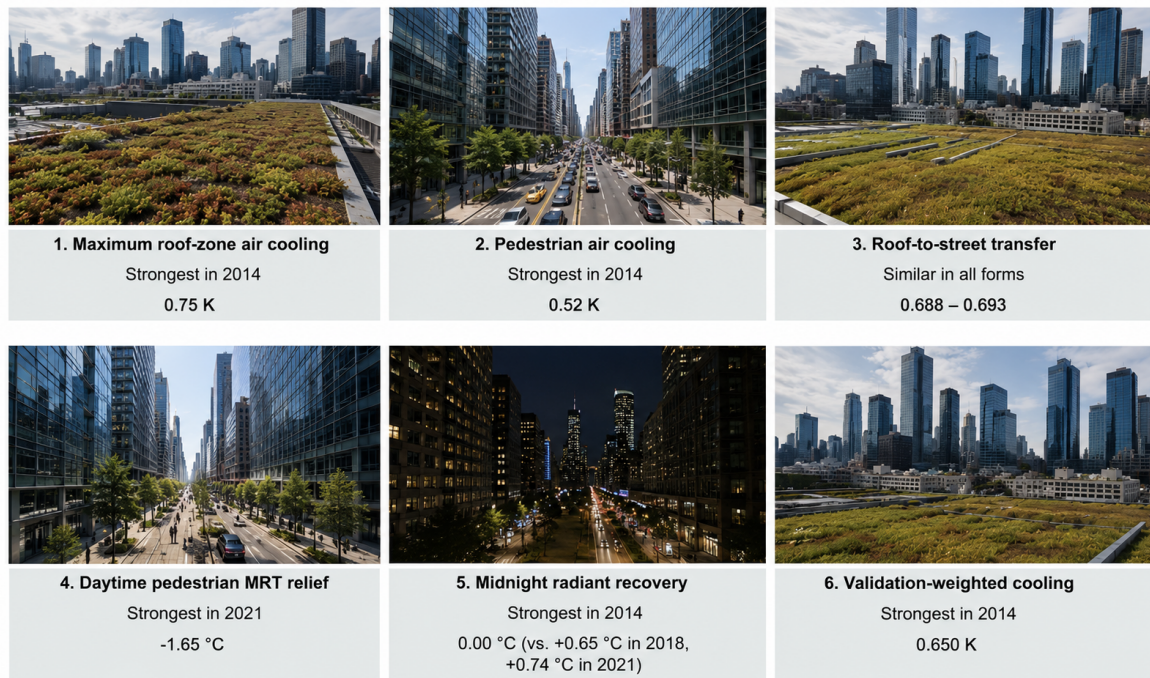 1. Maximum roof-zone air cooling
Strongest in 2014
0.75 K
2. Pedestrian air cooling
Strongest in 2014
0.52 K
3. Roof-to-street transfer
Similar in all forms
0.688 – 0.693
4. Daytime pedestrian MRT relief
Strongest in 2021
-1.65 °C
5. Midnight radiant recovery
Strongest in 2014
0.00 °C (vs. +0.65 °C in 2018,
+0.74 °C in 2021)
6. Validation-weighted cooling
Strongest in 2014
0.650 K